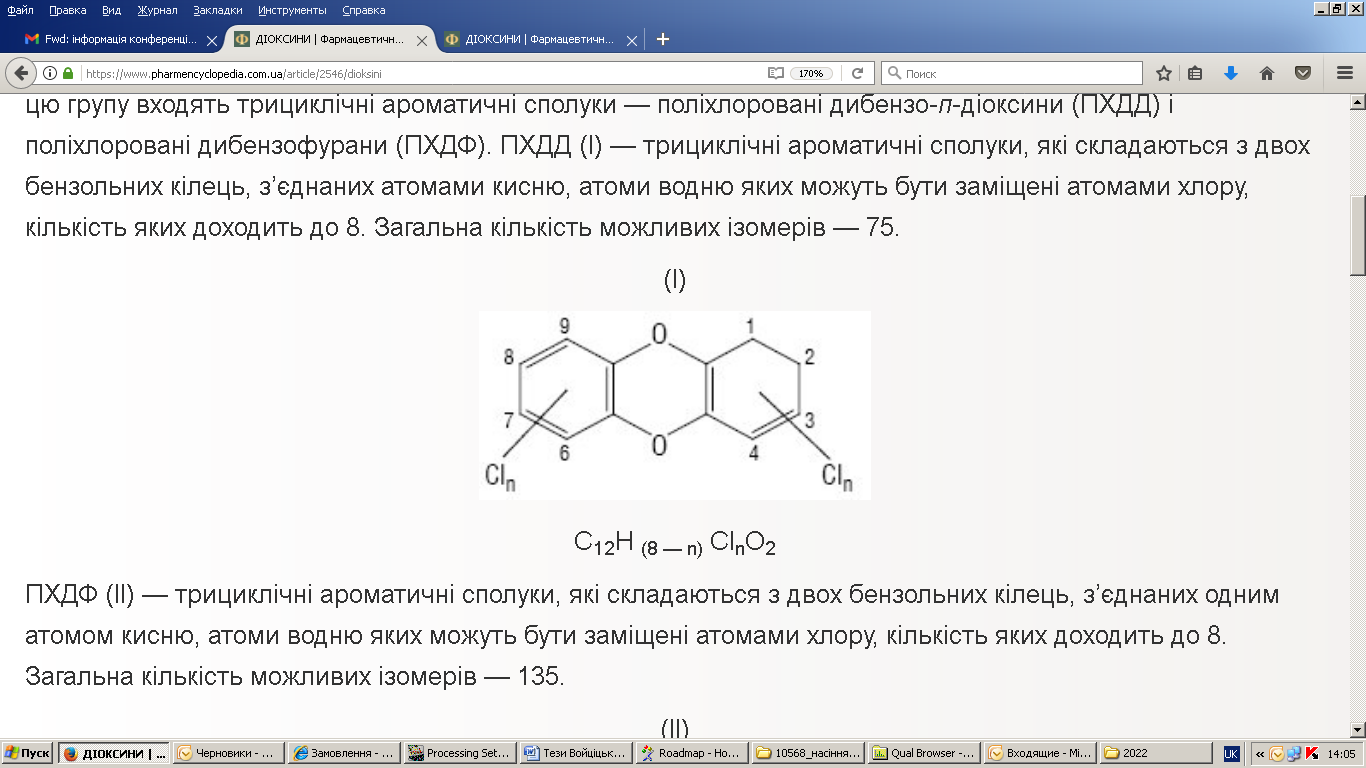 Файл Правка Вид Журнал Закладки Инструменты Справка
Fwd: інформація конференці... ДІОКСИНИ | Фармацевтичн... ДІОКСИНИ | Фармацевтичн...
https://www.pharmencyclopedia.com.ua/article/2546/dioksini 170% Поиск
цю групу входять трициклічні ароматичні сполуки — поліхлоровані дибензо-п-діоксини (ПХДД) і
поліхлоровані дибензофурани (ПХДФ). ПХДД (I) — трициклічні ароматичні сполуки, які складаються з двох
бензольних кілець, з’єднаних атомами кисню, атоми водню яких можуть бути заміщені атомами хлору,
кількість яких доходить до 8. Загальна кількість можливих ізомерів — 75.
(I)
9 O 1
8 2
7 3
6 O 4
Cln Cln
C12H (8 — n) ClnO2
ПХДФ (II) — трициклічні ароматичні сполуки, які складаються з двох бензольних кілець, з’єднаних одним
атомом кисню, атоми водню яких можуть бути заміщені атомами хлору, кількість яких доходить до 8.
Загальна кількість можливих ізомерів — 135.
(II)
Пуск ДІОКСИНИ | ... Черновики - ... Замовлення - ... Processing Set... Тези Войціцьк... Roadmap - Ho... 10568_насіння... Qual Browser -... Входящие - Mi... 2022 UK « 14:05